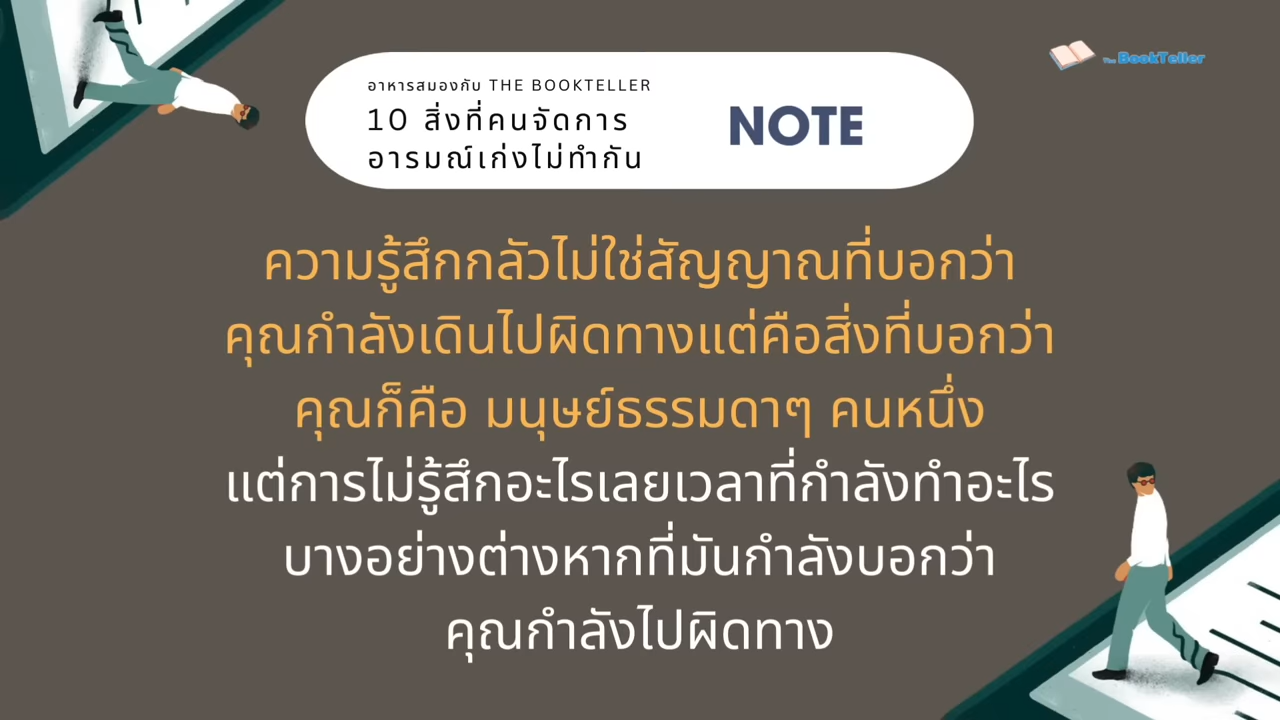 The BookTeller
อาหารสมองกับ THE BOOKTELLER
10 สิ่งที่คนจัดการ
อารมณ์เก่งไม่ทำกัน
NOTE
ความรู้สึกกลัวไม่ใช่สัญญาณที่บอกว่า
คุณกำลังเดินไปผิดทางแต่คือสิ่งที่บอกว่า
คุณก็คือ มนุษย์ธรรมดาๆ คนหนึ่ง
แต่การไม่รู้สึกอะไรเลยเวลาที่กำลังทำอะไร
บางอย่างต่างหากที่มันกำลังบอกว่า
คุณกำลังไปผิดทาง